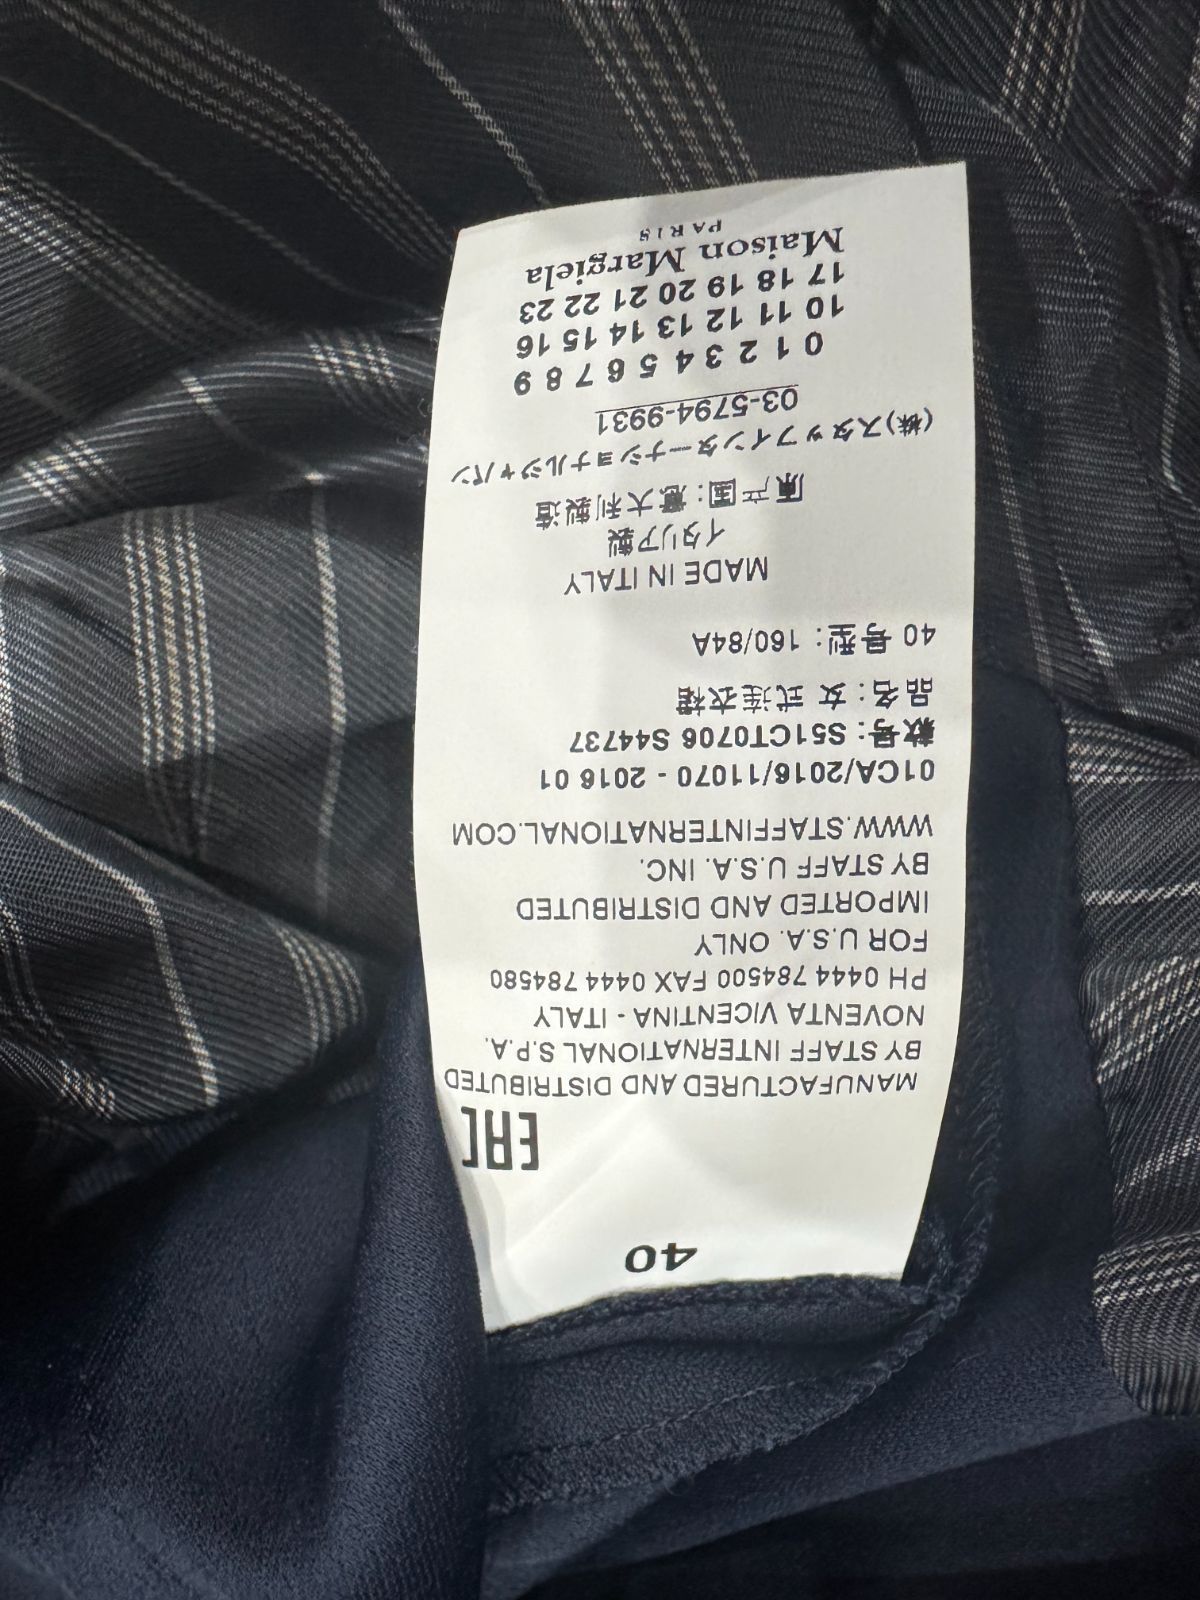 40
EAC
MANUFACTURED AND DISTRIBUTED
BY STAFF INTERNATIONAL S.P.A.
NOVENTA VICENTINA - ITALY
PH 0444 784500 FAX 0444 784580
FOR U.S.A. ONLY
IMPORTED AND DISTRIBUTED
BY STAFF U.S.A. INC.
WWW.STAFFINTERNATIONAL.COM
01CA/2016/11070 - 2016 01
款号: S51CT0706 S44737
品名: 女式连衣裙
40 号型: 160/84A
MADE IN ITALY
イタリア製
原产国: 意大利製造
(株)スタッフインターナショナルジャパン
03-5794-9931
0 1 2 3 4 5 6 7 8 9
10 11 12 13 14 15 16
17 18 19 20 21 22 23
Maison Margiela
PARIS